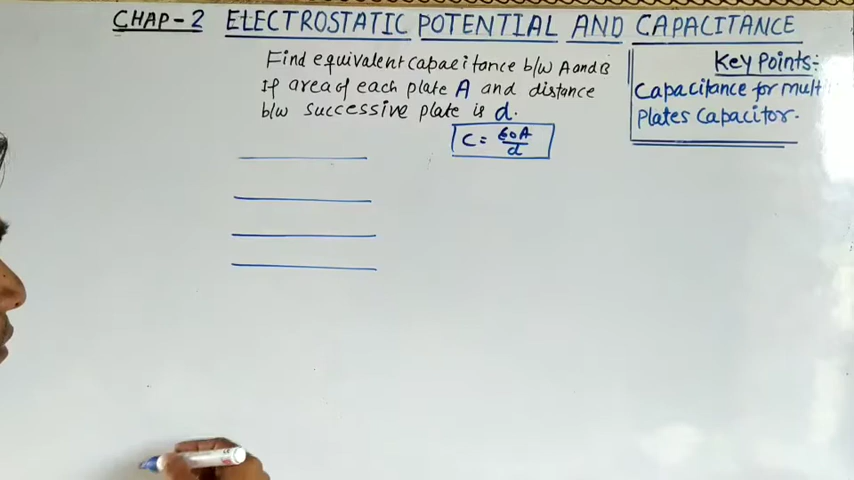 CHAP-2 ELECTROSTATIC POTENTIAL AND CAPACITANCE
Find equivalent capacitance b/w A and B
If area of each plate A and distance
b/w successive plate is d.
C = ε0A/d
Key Points:-
Capacitance for mult
Plates Capacitor.